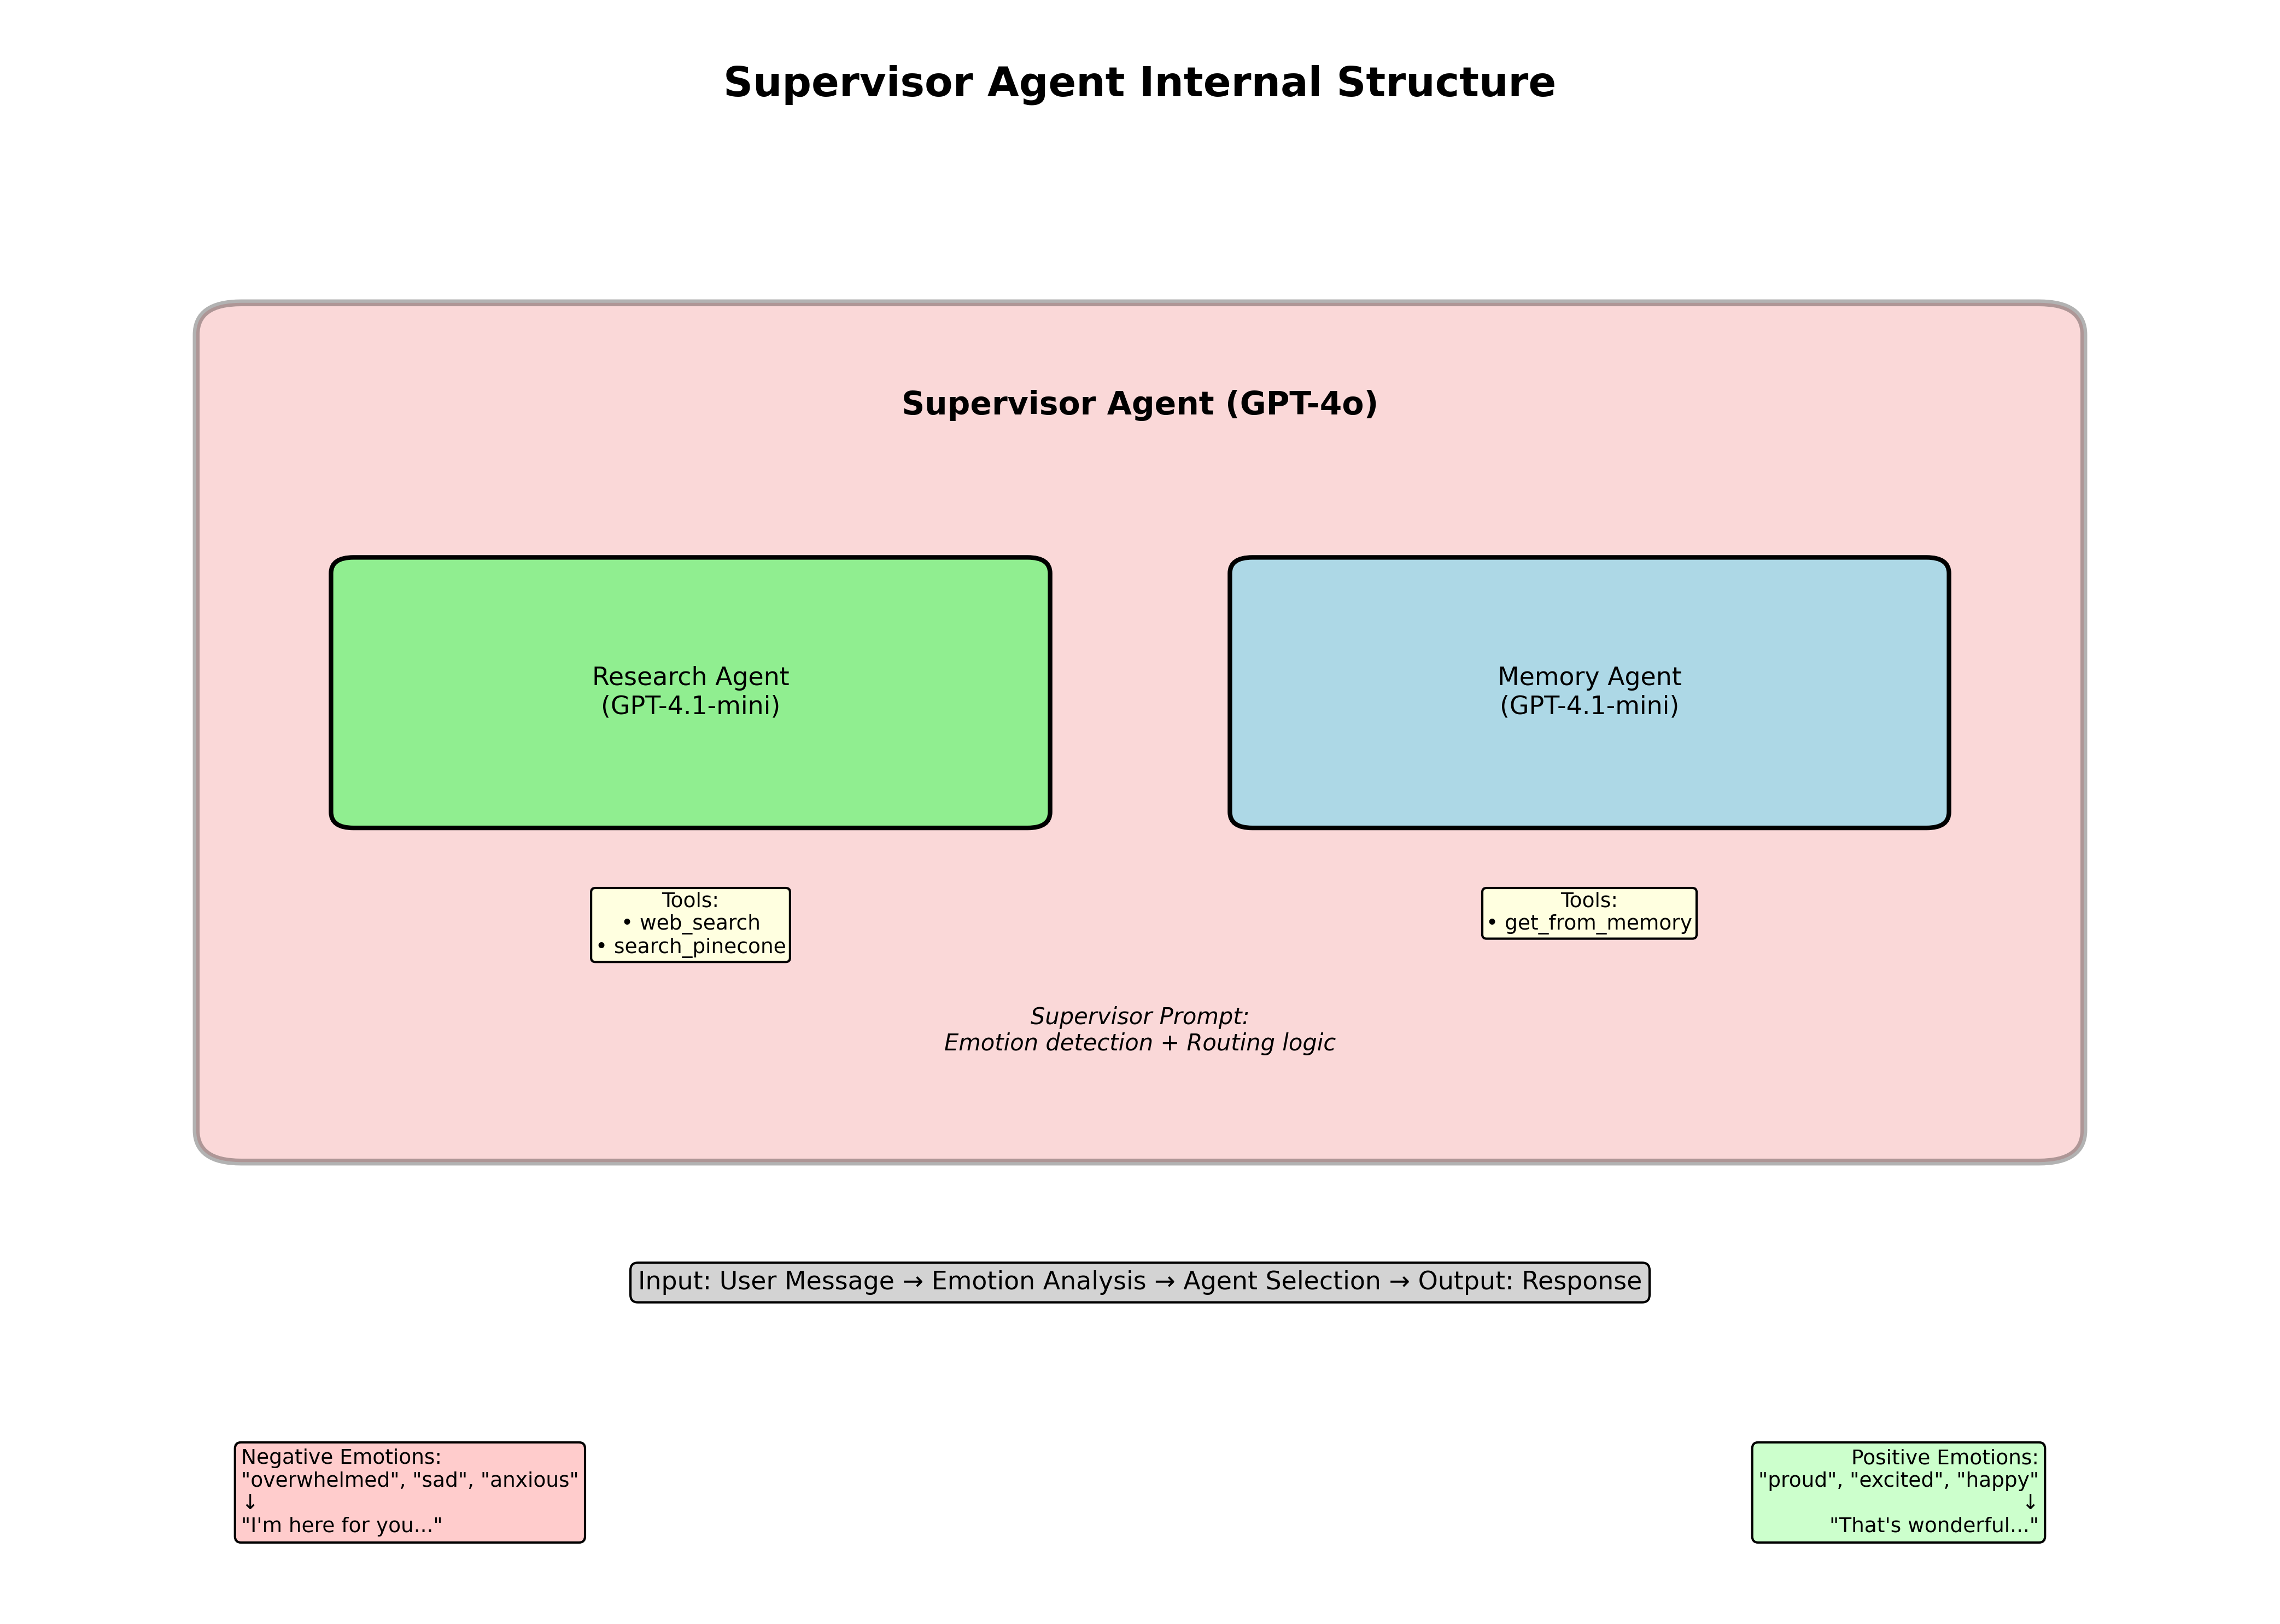 Supervisor Agent Internal Structure
Supervisor Agent (GPT-4o)
Research Agent
(GPT-4.1-mini)
Memory Agent
(GPT-4.1-mini)
Tools:
• web_search
• search_pinecone
Tools:
• get_from_memory
Supervisor Prompt:
Emotion detection + Routing logic
Input: User Message → Emotion Analysis → Agent Selection → Output: Response
Negative Emotions:
"overwhelmed", "sad", "anxious"
↓
"I'm here for you..."
Positive Emotions:
"proud", "excited", "happy"
↓
"That's wonderful..."